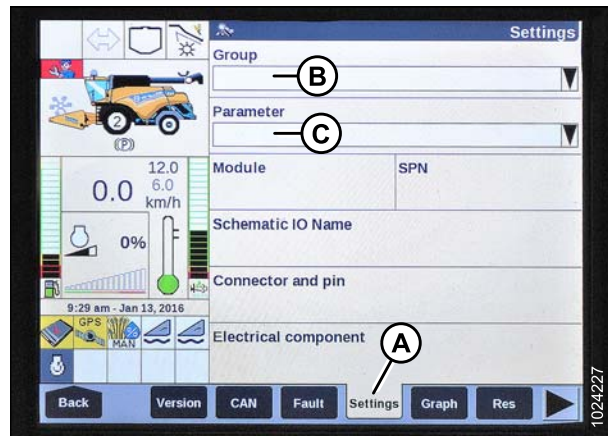 Settings
Group
B
Parameter
C
2
(P)
12.0
6.0
0.0 km/h
Module SPN
Schematic IO Name
0%
Connector and pin
9:29 am - Jan 13, 2016
GPS
MAN
Electrical component
A
Back Version CAN Fault Settings Graph Res
1024227